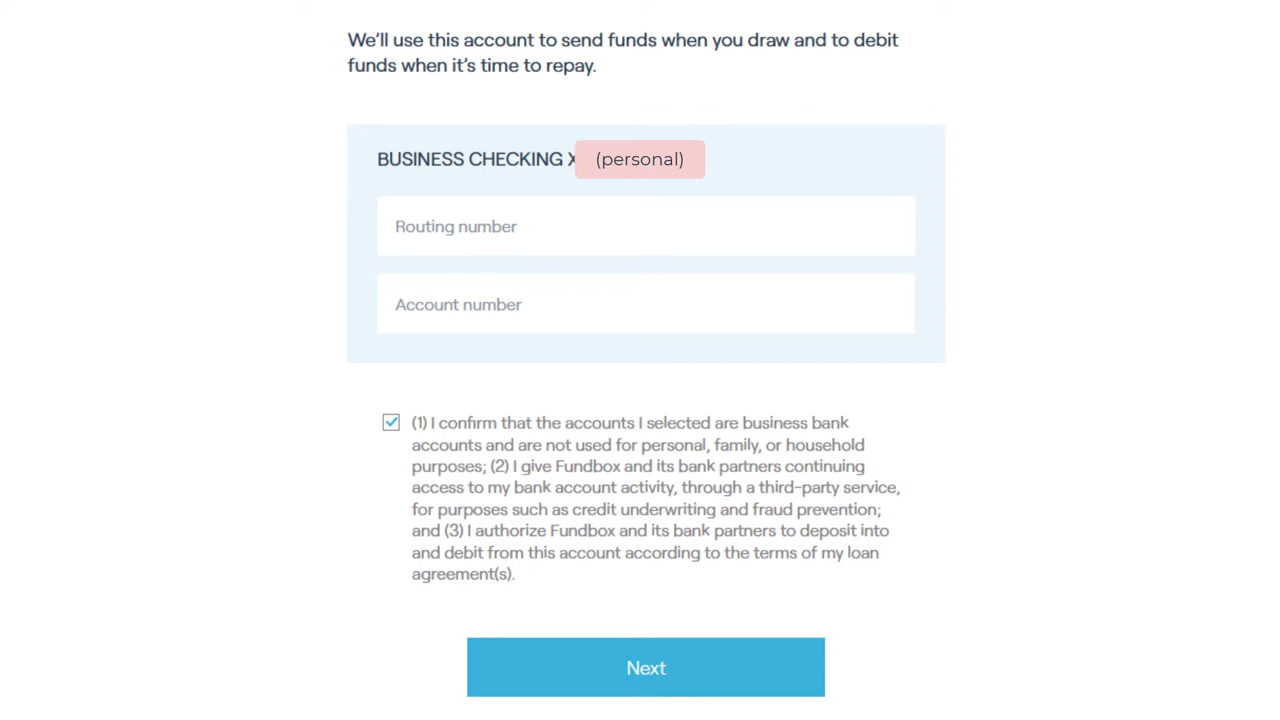 We'll use this account to send funds when you draw and to debit
funds when it's time to repay.
BUSINESS CHECKING X (personal)
Routing number
Account number
(1) I confirm that the accounts I selected are business bank
accounts and are not used for personal, family, or household
purposes; (2) I give Fundbox and its bank partners continuing
access to my bank account activity, through a third-party service,
for purposes such as credit underwriting and fraud prevention;
and (3) I authorize Fundbox and its bank partners to deposit into
and debit from this account according to the terms of my loan
agreement(s).
Next